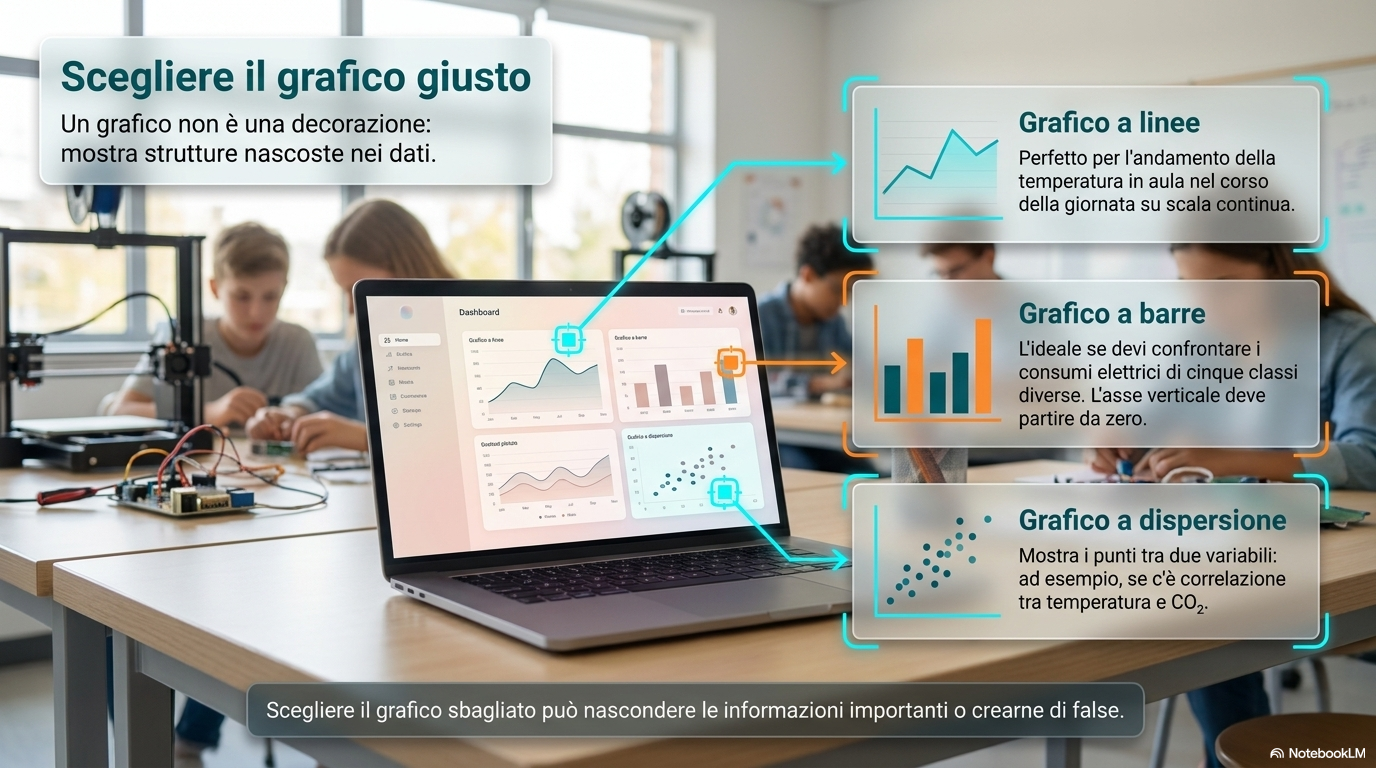 Scegliere il grafico giusto
Un grafico non è una decorazione:
mostra strutture nascoste nei dati.
Grafico a linee
Perfetto per l'andamento della
temperatura in aula nel corso
della giornata su scala continua.
Grafico a barre
L'ideale se devi confrontare i
consumi elettrici di cinque classi
diverse. L'asse verticale deve
partire da zero.
Grafico a dispersione
Mostra i punti tra due variabili:
ad esempio, se c'è correlazione
tra temperatura e CO₂.
Dashboard
Home
Grafico a linee
Grafico a barre
Grafico a dispersione
Scegliere il grafico sbagliato può nascondere le informazioni importanti o crearne di false.
NotebookLM